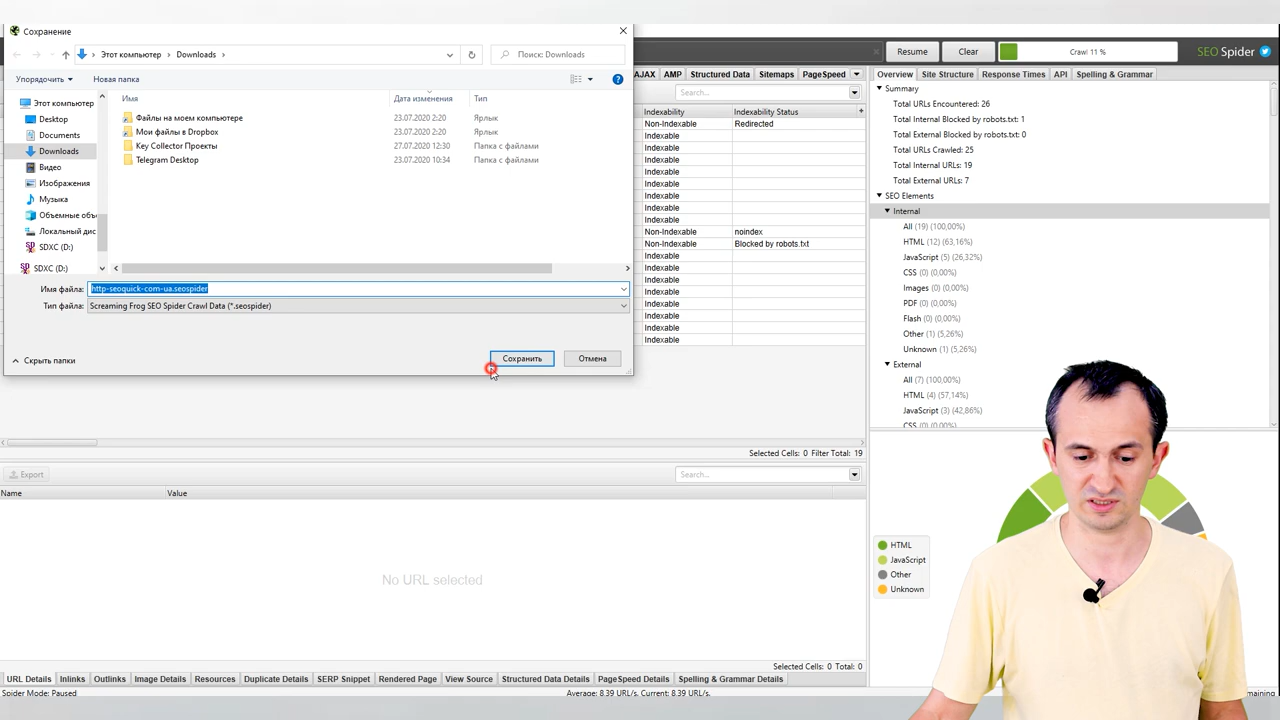 Сохранение
Этот компьютер > Downloads >
Поиск: Downloads
Упорядочить
Новая папка
Имя
Дата изменения
Тип
Этот компьютер
Desktop
Documents
Downloads
Видео
Изображения
Музыка
Объемные объ
Локальный дис
SDXC (D:)
SDXC (D:)
Файлы на моем компьютере 23.07.2020 2:20 Ярлык
Мои файлы в Dropbox 23.07.2020 2:20 Ярлык
Key Collector Проекты 27.07.2020 12:30 Папка с файлами
Telegram Desktop 23.07.2020 10:34 Папка с файлами
Имя файла: http-seoquick-com-ua.seospider
Тип файла: Screaming Frog SEO Spider Crawl Data (*.seospider)
Скрыть папки
Сохранить
Отмена
Resume
Clear
Crawl 11 %
SEO Spider
AJAX AMP Structured Data Sitemaps PageSpeed
Search...
Indexability Indexability Status
Non-Indexable Redirected
Indexable
Indexable
Indexable
Indexable
Indexable
Indexable
Indexable
Indexable
Non-Indexable noindex
Non-Indexable Blocked by robots.txt
Indexable
Indexable
Indexable
Indexable
Indexable
Indexable
Indexable
Indexable
Selected Cells: 0 Filter Total: 19
Overview Site Structure Response Times API Spelling & Grammar
Summary
Total URLs Encountered: 26
Total Internal Blocked by robots.txt: 1
Total External Blocked by robots.txt: 0
Total URLs Crawled: 25
Total Internal URLs: 19
Total External URLs: 7
SEO Elements
Internal
All (19) (100,00%)
HTML (12) (63,16%)
JavaScript (5) (26,32%)
CSS (0) (0,00%)
Images (0) (0,00%)
PDF (0) (0,00%)
Flash (0) (0,00%)
Other (1) (5,26%)
Unknown (1) (5,26%)
External
All (7) (100,00%)
HTML (4) (57,14%)
JavaScript (3) (42,86%)
CSS (0) (0,00%)
HTML
JavaScript
Other
Unknown
Export
Search...
Name Value
No URL selected
Selected Cells: 0 Total: 0
URL Details Inlinks Outlinks Image Details Resources Duplicate Details SERP Snippet Rendered Page View Source Structured Data Details PageSpeed Details Spelling & Grammar Details
Spider Mode: Paused
Average: 8.39 URL/s. Current: 8.39 URL/s.